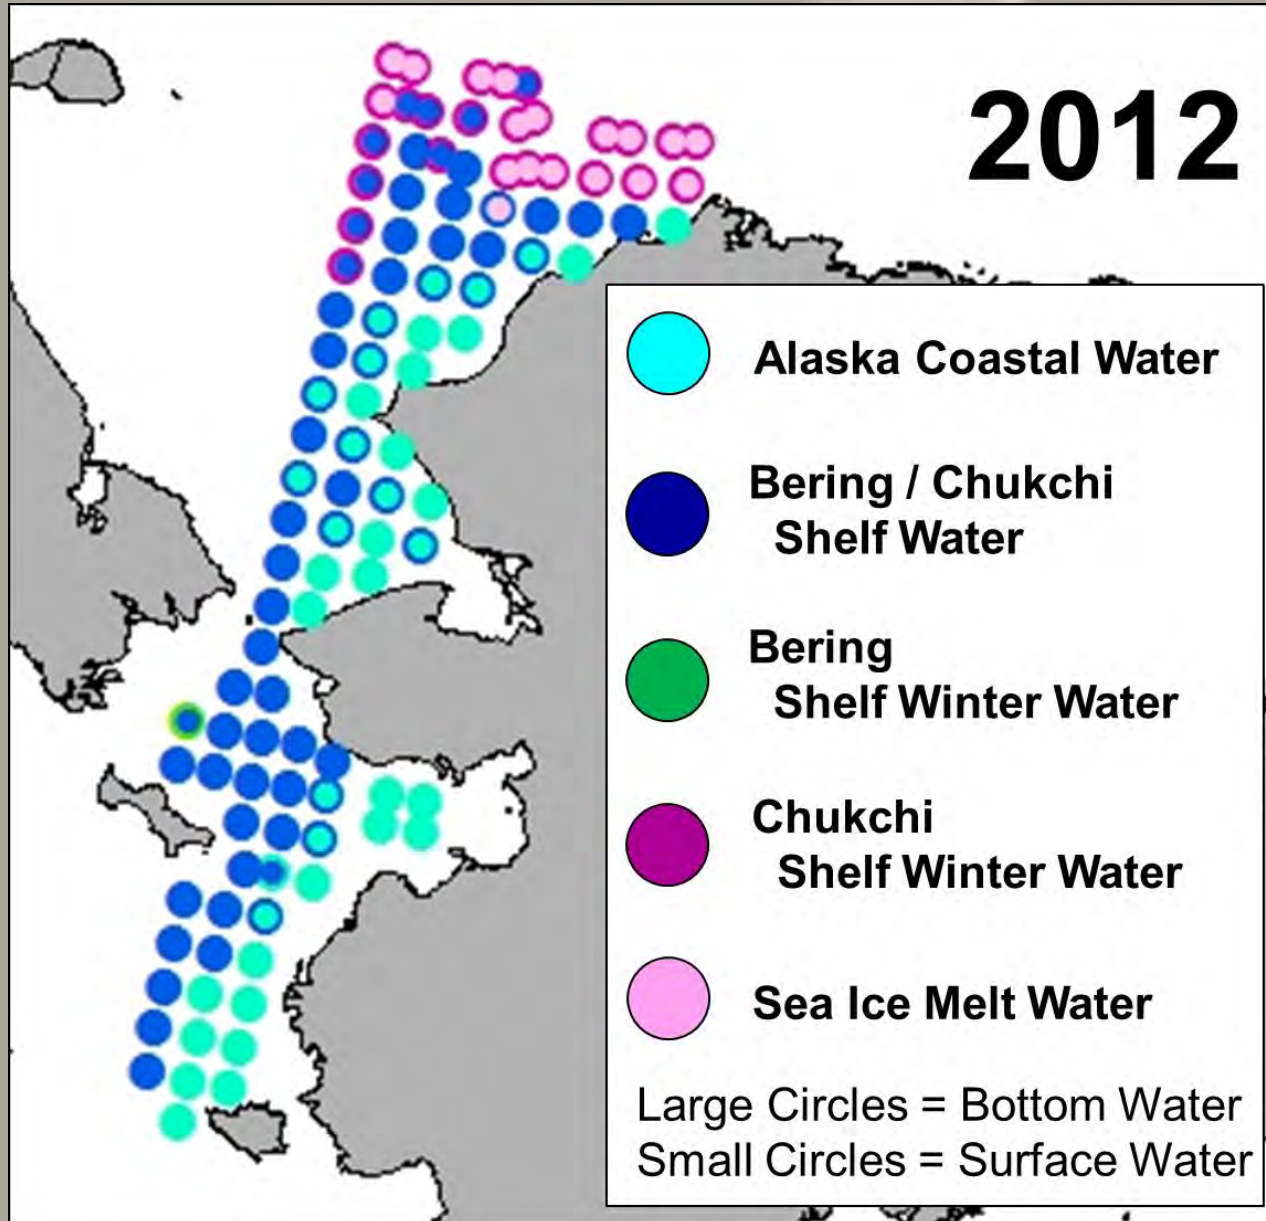 2012
Alaska Coastal Water
Bering / Chukchi
Shelf Water
Bering
Shelf Winter Water
Chukchi
Shelf Winter Water
Sea Ice Melt Water
Large Circles = Bottom Water
Small Circles = Surface Water